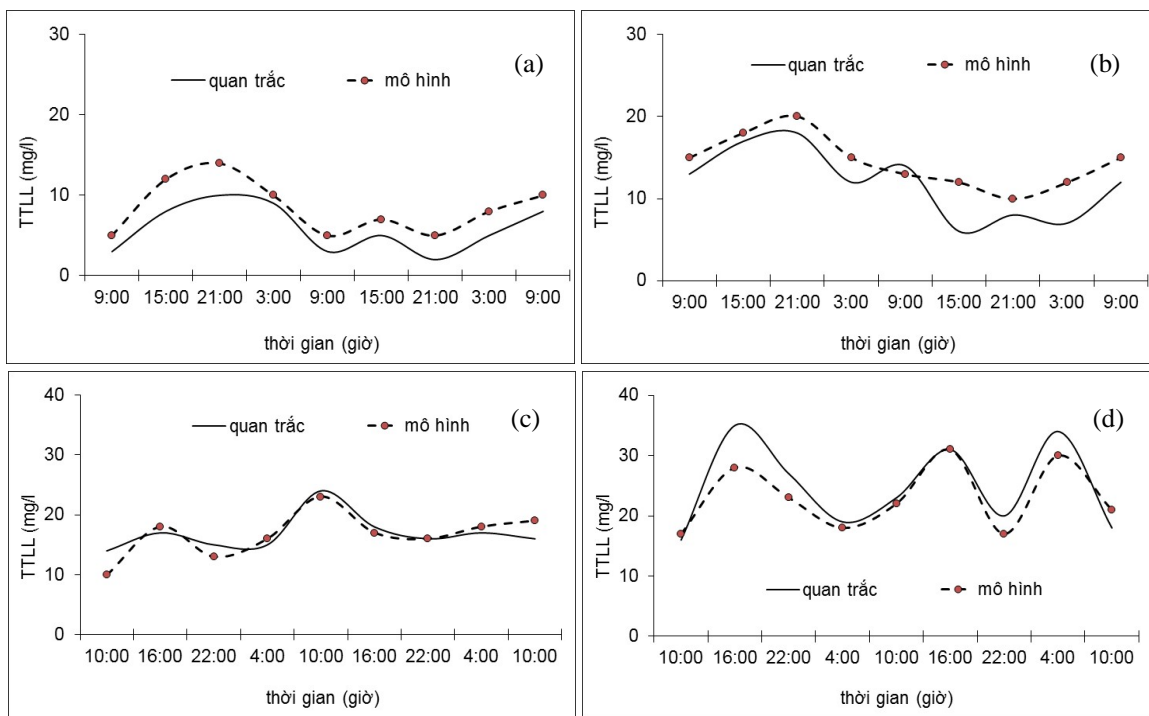 (a)
30
20
10
0
TTLL (mg/l)
quan trắc mô hình
9:00 15:00 21:00 3:00 9:00 15:00 21:00 3:00 9:00
thời gian (giờ)
(b)
30
20
10
0
TTLL (mg/l)
quan trắc mô hình
9:00 15:00 21:00 3:00 9:00 15:00 21:00 3:00 9:00
thời gian (giờ)
(c)
40
30
20
10
0
TTLL (mg/l)
quan trắc mô hình
10:00 16:00 22:00 4:00 10:00 16:00 22:00 4:00 10:00
thời gian (giờ)
(d)
40
30
20
10
0
TTLL (mg/l)
quan trắc mô hình
10:00 16:00 22:00 4:00 10:00 16:00 22:00 4:00 10:00
thời gian (giờ)